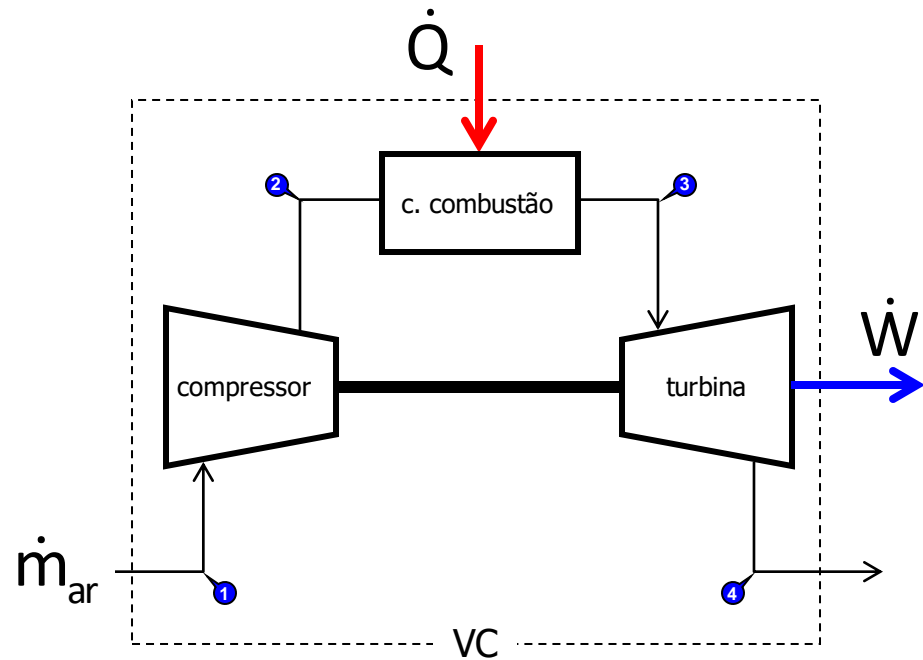 Q̇
2
c. combustão
3
compressor
turbina
Ẇ
ṁar
1
4
VC